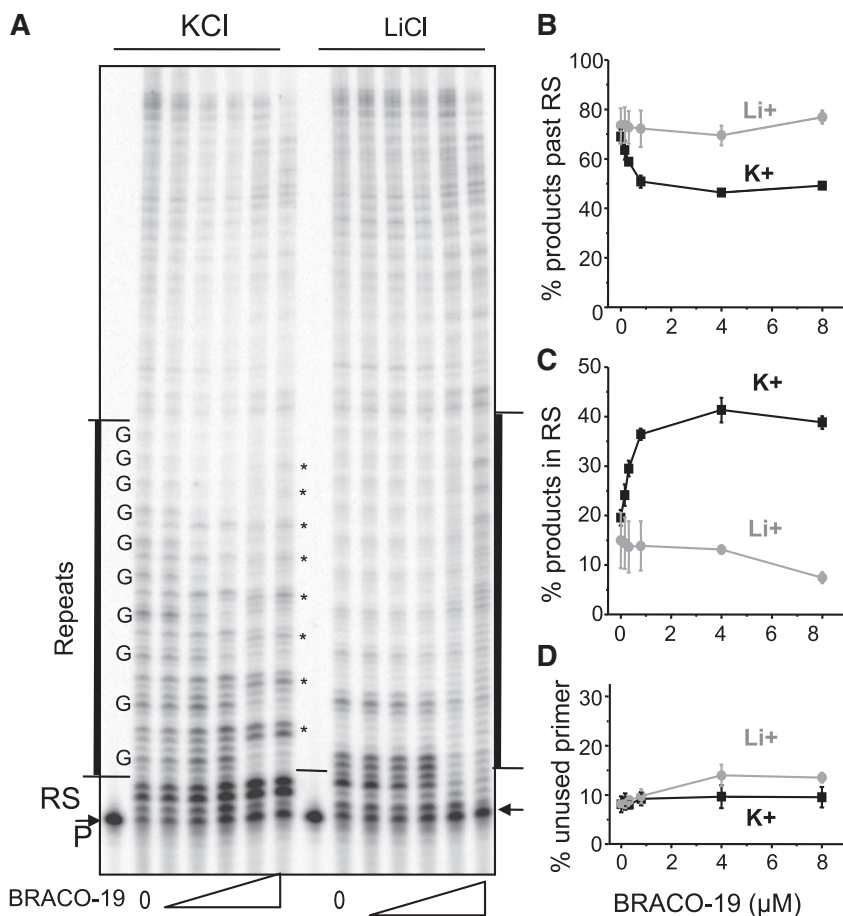 A
KCl LiCl
G
G
G
G
G
G
G
G
G
G
Repeats
*
*
*
*
*
*
*
*
*
RS
P
BRACO-19 0 0
B
% products past RS
100
80
60
40
20
0
Li+
K+
0 2 4 6 8
C
% products in RS
50
40
30
20
10
0
K+
Li+
0 2 4 6 8
D
% unused primer
30
20
10
0
Li+
K+
0 2 4 6 8
BRACO-19 (µM)